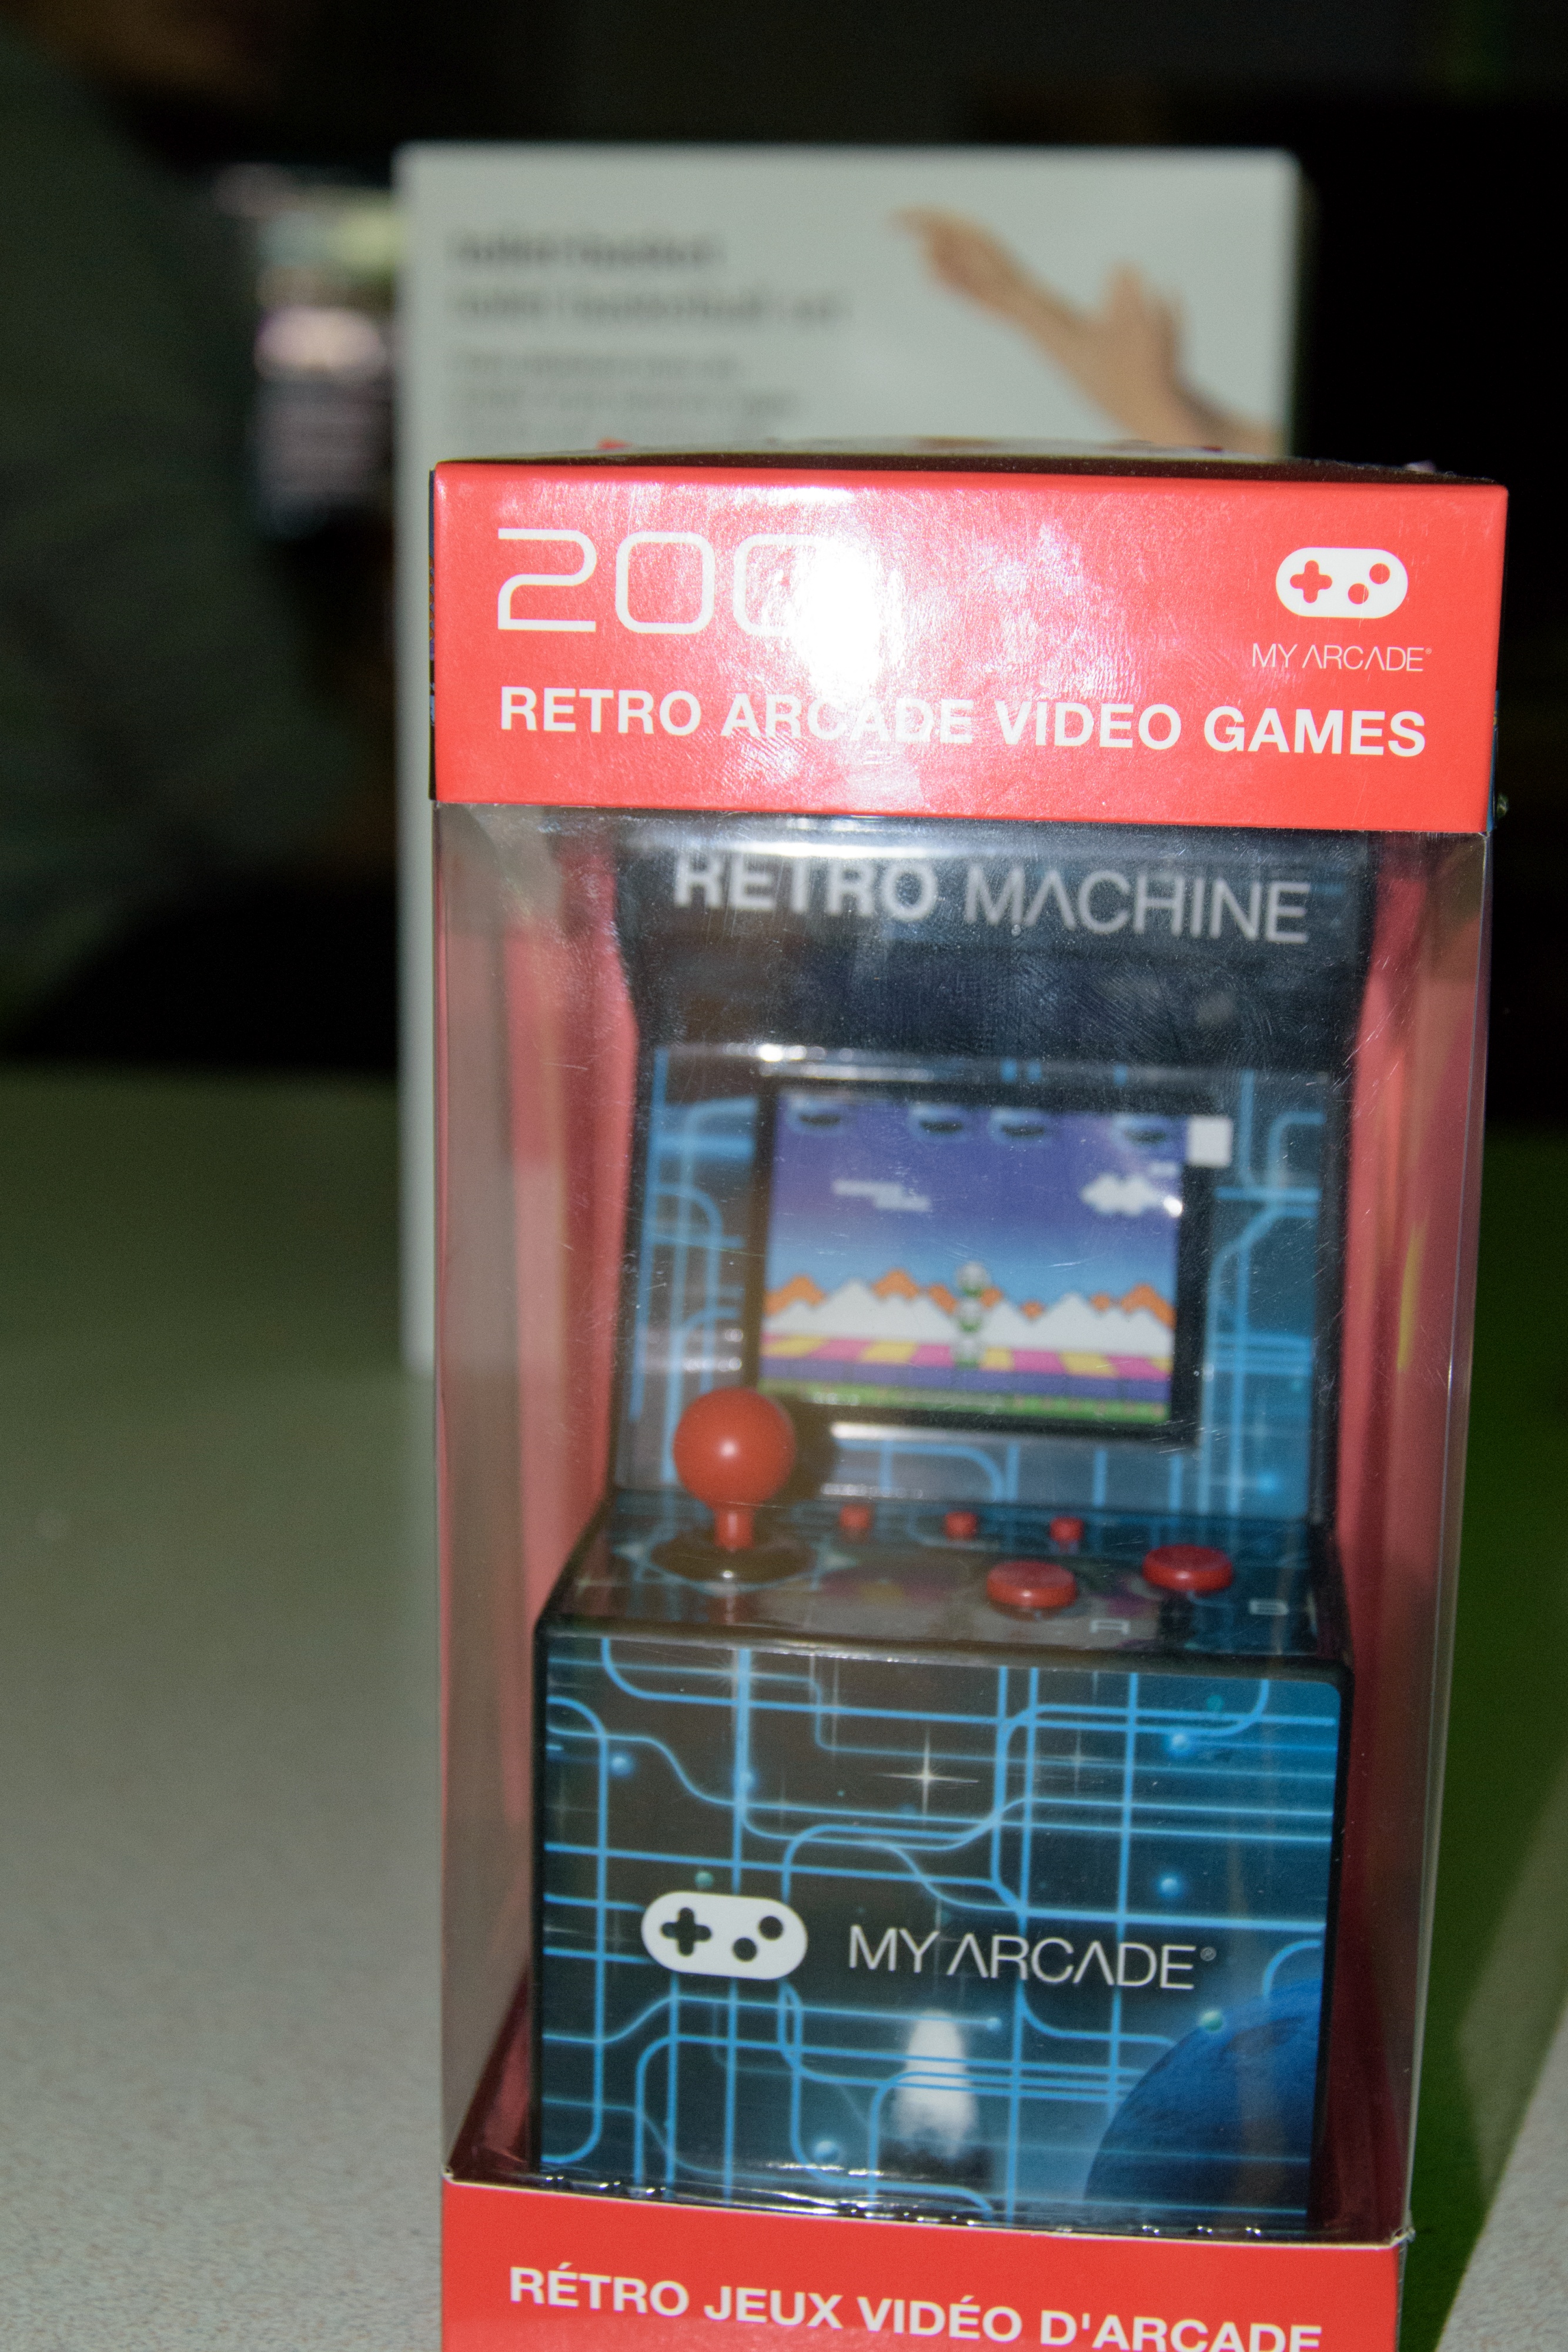 200
MY ARCADE®
RETRO ARCADE VIDEO GAMES
RETRO MACHINE
A
B
MY ARCADE®
RÉTRO JEUX VIDÉO D'ARCADE